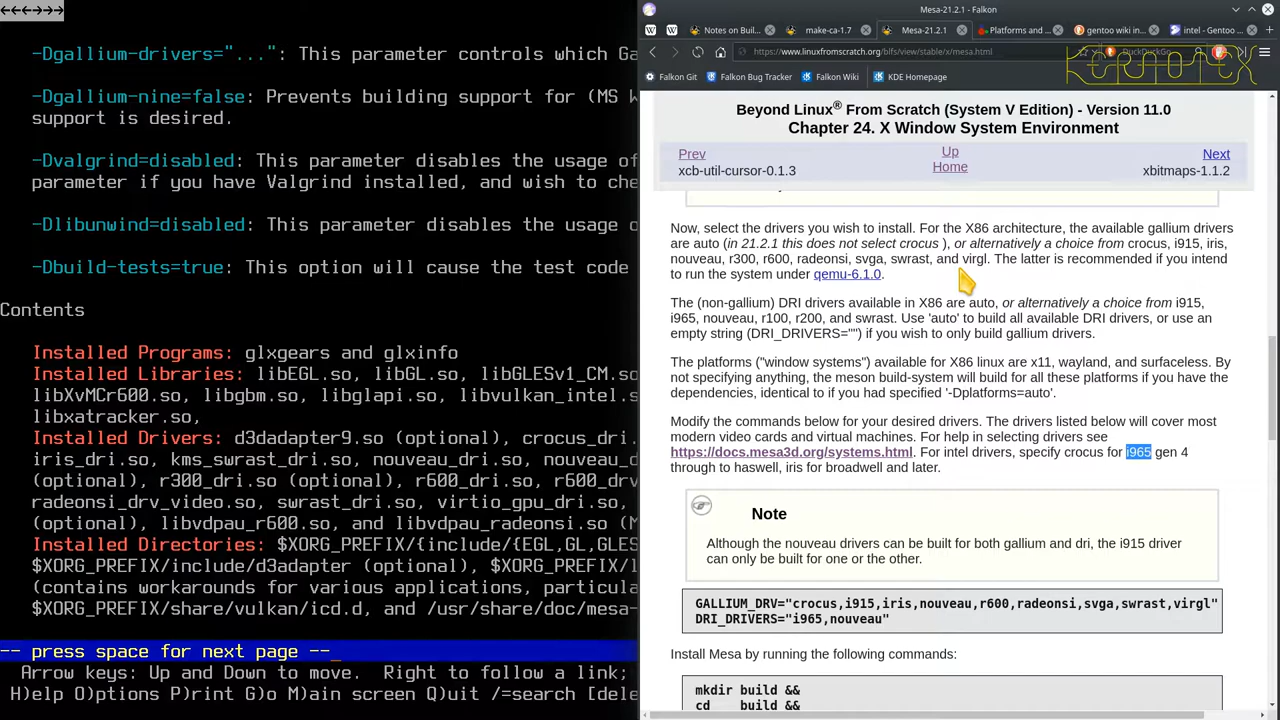 <--->--->
-Dgallium-drivers="...": This parameter controls which Ga
-Dgallium-nine=false: Prevents building support for (MS
support is desired.
-Dvalgrind=disabled: This parameter disables the usage of
parameter if you have Valgrind installed, and wish to che
-Dlibunwind=disabled: This parameter disables the usage o
-Dbuild-tests=true: This option will cause the test code
Contents
Installed Programs: glxgears and glxinfo
Installed Libraries: libEGL.so, libGL.so, libGLESv1_CM.so
libXvMCr600.so, libgbm.so, libglapi.so, libvulkan_intel.s
libxatracker.so,
Installed Drivers: d3dadapter9.so (optional), crocus_dri.
iris_dri.so, kms_swrast_dri.so, nouveau_dri.so, nouveau_d
(optional), r300_dri.so (optional), r600_dri.so, r600_drv
radeonsi_drv_video.so, swrast_dri.so, virtio_gpu_dri.so,
(optional), libvdpau_r600.so, and libvdpau_radeonsi.so (M
Installed Directories: $XORG_PREFIX/{include/{EGL,GL,GLES
$XORG_PREFIX/include/d3dadapter (optional), $XORG_PREFIX/
(contains workarounds for various applications, particula
$XORG_PREFIX/share/vulkan/icd.d, and /usr/share/doc/mesa-
-- press space for next page --
Arrow keys: Up and Down to move. Right to follow a link;
H)elp O)ptions P)rint G)o M)ain screen Q)uit /=search [dele
Mesa-21.2.1 - Falkon
Notes on Buil...
make-ca-1.7
Mesa-21.2.1
Platforms and ...
gentoo wiki in...
intel - Gentoo ...
https://www.linuxfromscratch.org/blfs/view/stable/x/mesa.html
DuckDuckGo
Falkon Git
Falkon Bug Tracker
Falkon Wiki
KDE Homepage
Beyond Linux® From Scratch (System V Edition) - Version 11.0
Chapter 24. X Window System Environment
Prev
Up
Next
xcb-util-cursor-0.1.3
Home
xbitmaps-1.1.2
Now, select the drivers you wish to install. For the X86 architecture, the available gallium drivers
are auto (in 21.2.1 this does not select crocus ), or alternatively a choice from crocus, i915, iris,
nouveau, r300, r600, radeonsi, svga, swrast, and virgl. The latter is recommended if you intend
to run the system under qemu-6.1.0.
The (non-gallium) DRI drivers available in X86 are auto, or alternatively a choice from i915,
i965, nouveau, r100, r200, and swrast. Use 'auto' to build all available DRI drivers, or use an
empty string (DRI_DRIVERS="") if you wish to only build gallium drivers.
The platforms ("window systems") available for X86 linux are x11, wayland, and surfaceless. By
not specifying anything, the meson build-system will build for all these platforms if you have the
dependencies, identical to if you had specified '-Dplatforms=auto'.
Modify the commands below for your desired drivers. The drivers listed below will cover most
modern video cards and virtual machines. For help in selecting drivers see
https://docs.mesa3d.org/systems.html. For intel drivers, specify crocus for i965 gen 4
through to haswell, iris for broadwell and later.
Note
Although the nouveau drivers can be built for both gallium and dri, the i915 driver
can only be built for one or the other.
GALLIUM_DRV="crocus,i915,iris,nouveau,r600,radeonsi,svga,swrast,virgl"
DRI_DRIVERS="i965,nouveau"
Install Mesa by running the following commands:
mkdir build &&
cd build &&